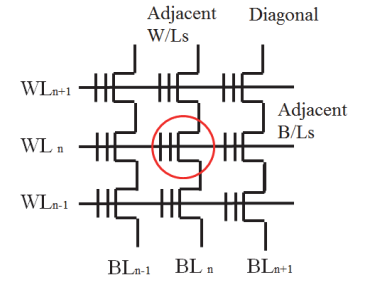 Adjacent Diagonal
W/Ls
WLn+1
Adjacent
B/Ls
WL n
WLn-1
BLn-1 BL n BLn+1